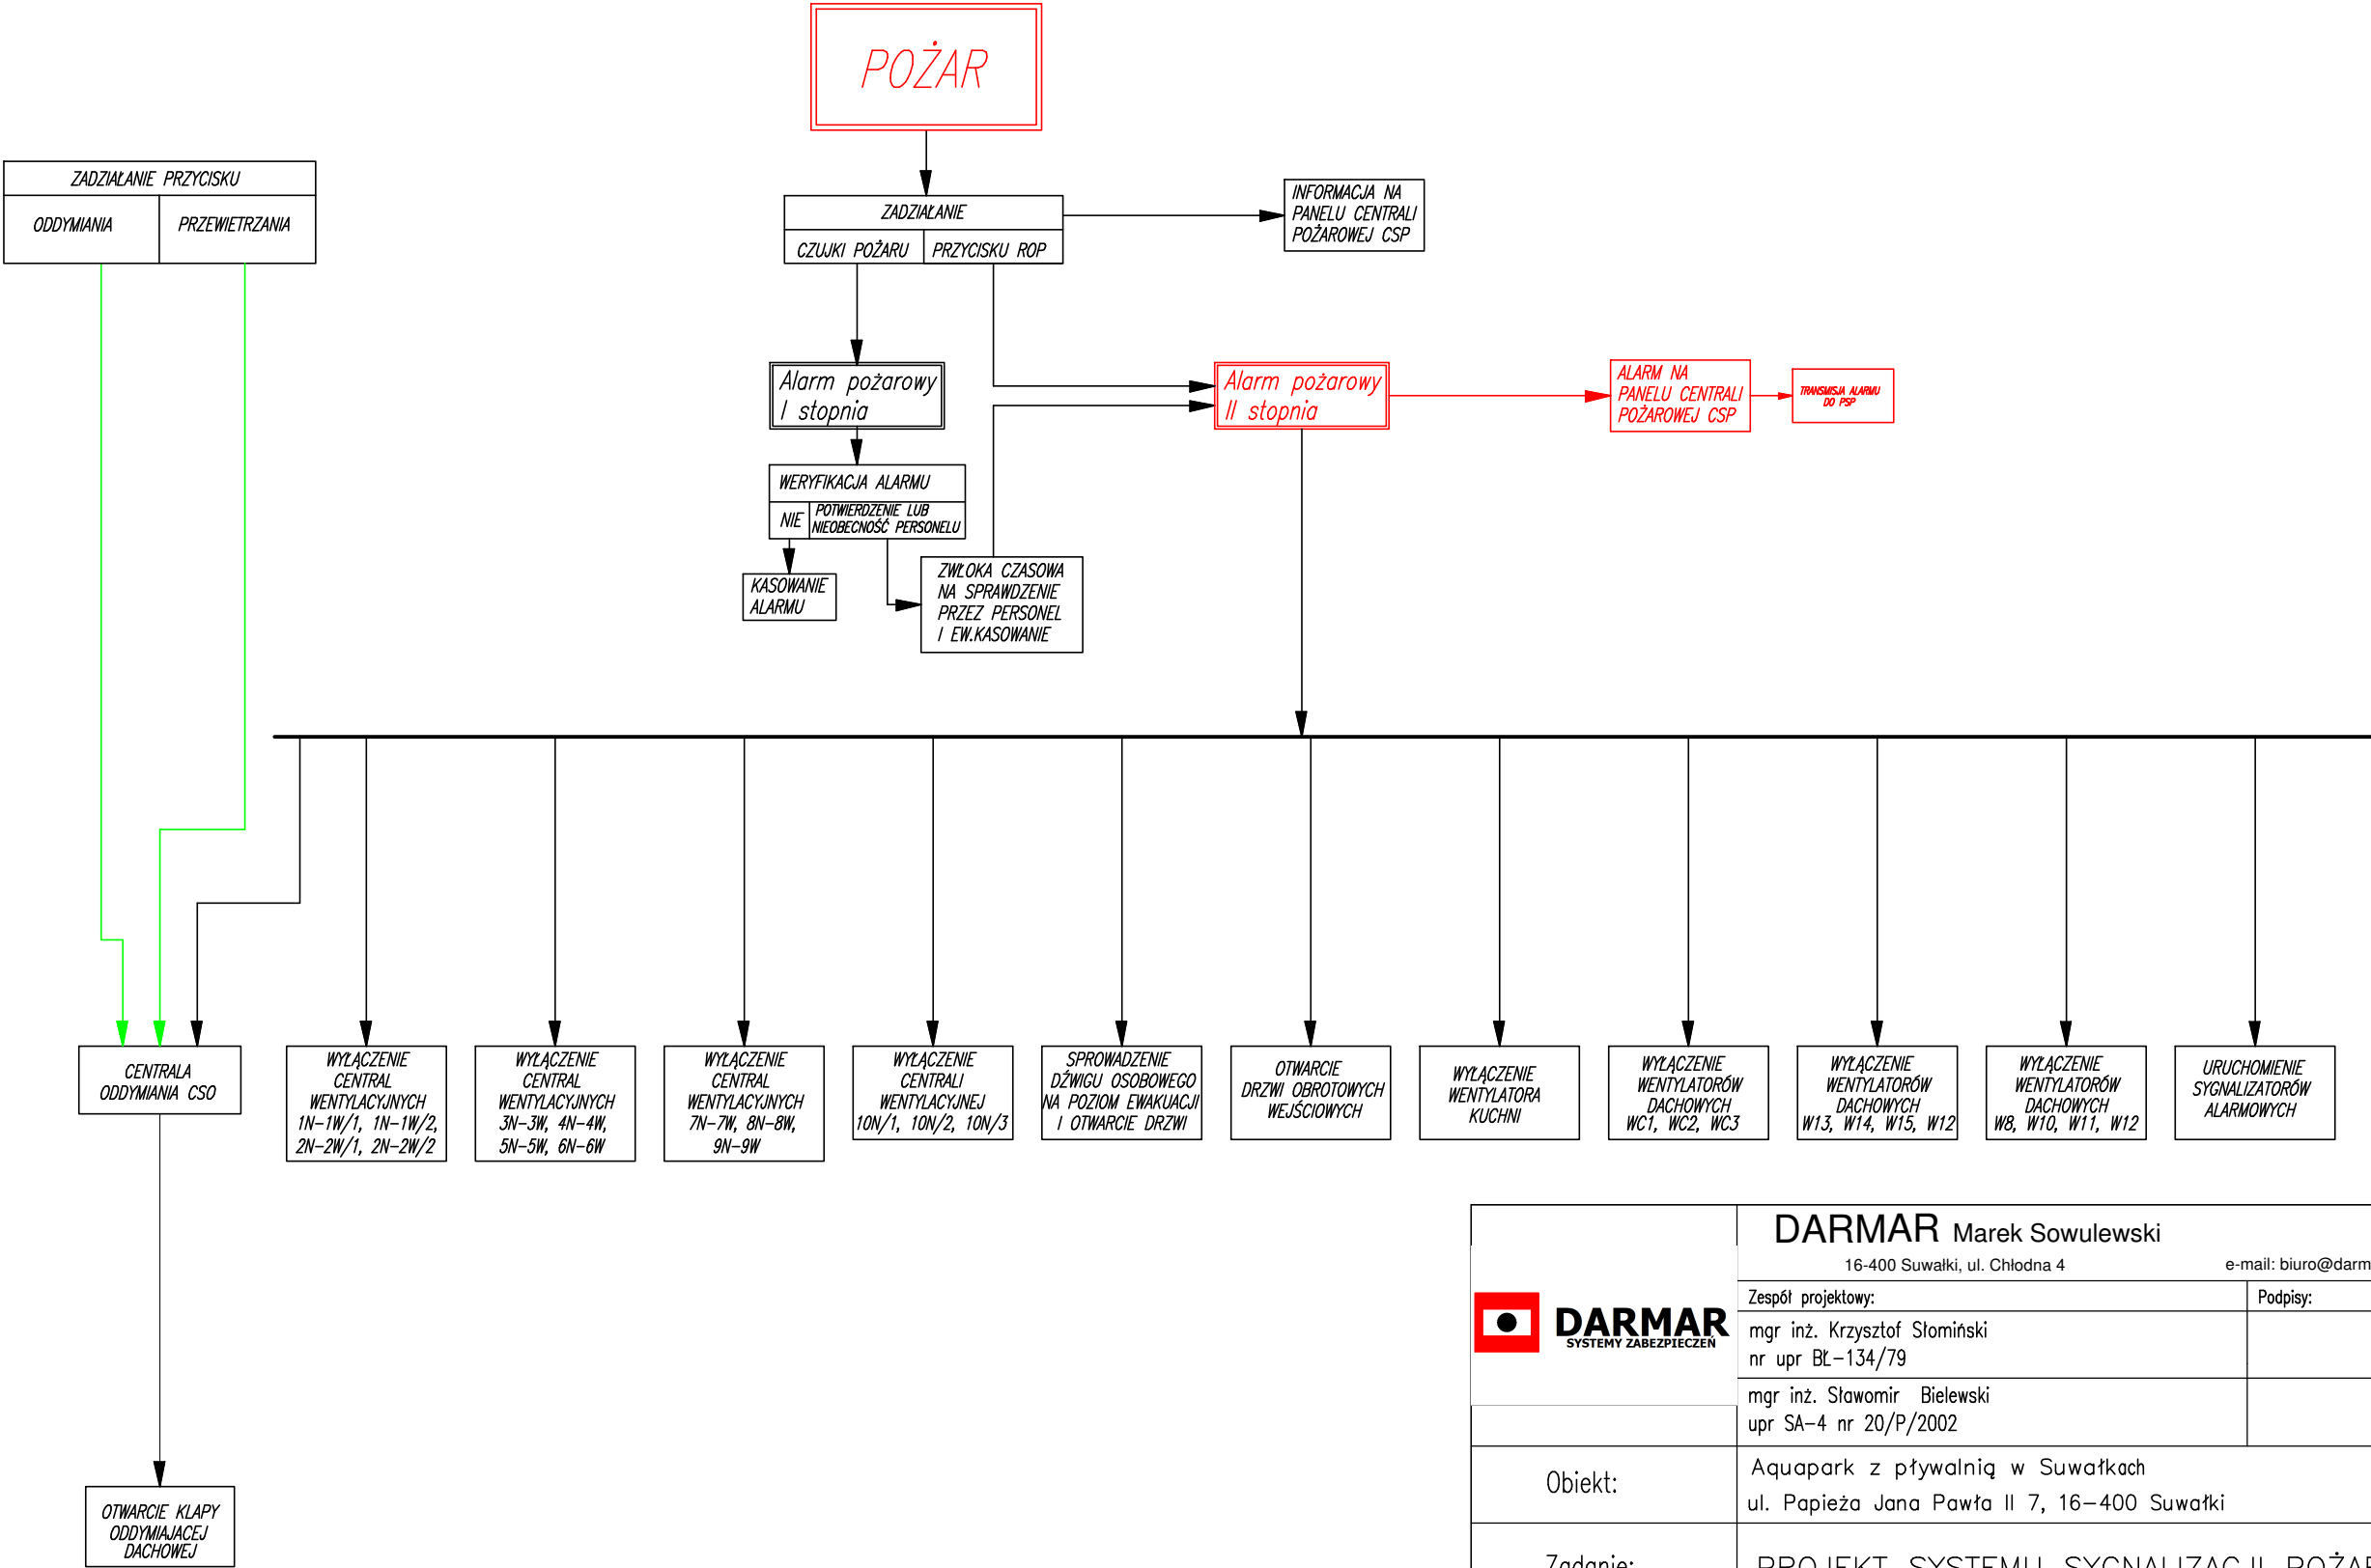 POŻAR
ZADZIAŁANIE PRZYCISKU
ODDYMIANIA
PRZEWIETRZANIA
ZADZIAŁANIE
CZUJKI POŻARU
PRZYCISKU ROP
INFORMACJA NA
PANELU CENTRALI
POŻAROWEJ CSP
Alarm pożarowy
I stopnia
Alarm pożarowy
II stopnia
ALARM NA
PANELU CENTRALI
POŻAROWEJ CSP
TRANSMISJA ALARMU
DO PSP
WERYFIKACJA ALARMU
NIE
POTWIERDZENIE LUB
NIEOBECNOŚĆ PERSONELU
KASOWANIE
ALARMU
ZWŁOKA CZASOWA
NA SPRAWDZENIE
PRZEZ PERSONEL
I EW.KASOWANIE
CENTRALA
ODDYMIANIA CSO
WYŁĄCZENIE
CENTRAL
WENTYLACYJNYCH
1N-1W/1, 1N-1W/2,
2N-2W/1, 2N-2W/2
WYŁĄCZENIE
CENTRAL
WENTYLACYJNYCH
3N-3W, 4N-4W,
5N-5W, 6N-6W
WYŁĄCZENIE
CENTRAL
WENTYLACYJNYCH
7N-7W, 8N-8W,
9N-9W
WYŁĄCZENIE
CENTRALI
WENTYLACYJNEJ
10N/1, 10N/2, 10N/3
SPROWADZENIE
DŹWIGU OSOBOWEGO
NA POZIOM EWAKUACJI
I OTWARCIE DRZWI
OTWARCIE
DRZWI OBROTOWYCH
WEJŚCIOWYCH
WYŁĄCZENIE
WENTYLATORA
KUCHNI
WYŁĄCZENIE
WENTYLATORÓW
DACHOWYCH
WC1, WC2, WC3
WYŁĄCZENIE
WENTYLATORÓW
DACHOWYCH
W13, W14, W15, W12
WYŁĄCZENIE
WENTYLATORÓW
DACHOWYCH
W8, W10, W11, W12
URUCHOMIENIE
SYGNALIZATORÓW
ALARMOWYCH
OTWARCIE KLAPY
ODDYMIAJACEJ
DACHOWEJ
DARMAR
SYSTEMY ZABEZPIECZEŃ
DARMAR Marek Sowulewski
16-400 Suwałki, ul. Chłodna 4
e-mail: biuro@darm
Zespół projektowy:
Podpisy:
mgr inż. Krzysztof Słomiński
nr upr BŁ-134/79
mgr inż. Sławomir Bielewski
upr SA-4 nr 20/P/2002
Obiekt:
Aquapark z pływalnią w Suwałkach
ul. Papieża Jana Pawła II 7, 16-400 Suwałki
Zadanie:
PROJEKT SYSTEMU SYGNALIZACJI POŻAR